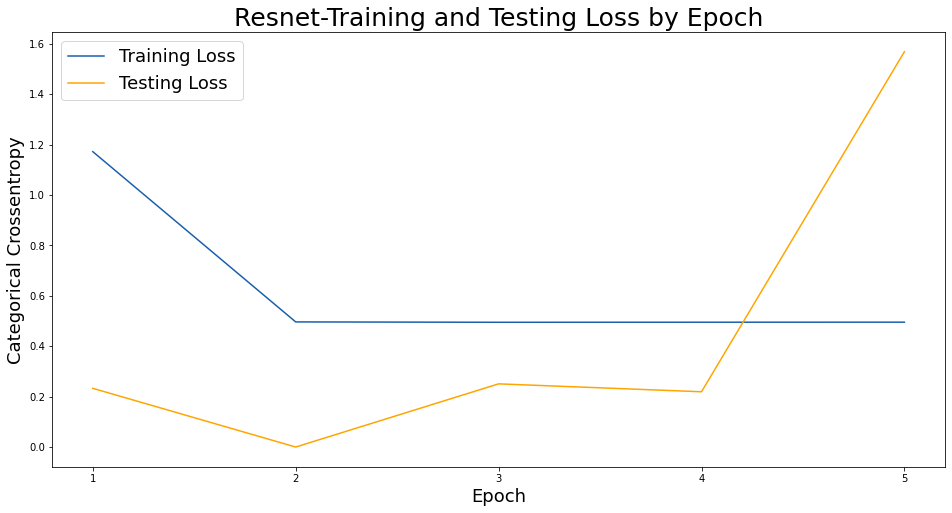 Resnet-Training and Testing Loss by Epoch
Training Loss
Testing Loss
Categorical Crossentropy
1.6
1.4
1.2
1.0
0.8
0.6
0.4
0.2
0.0
1 2 3 4 5
Epoch